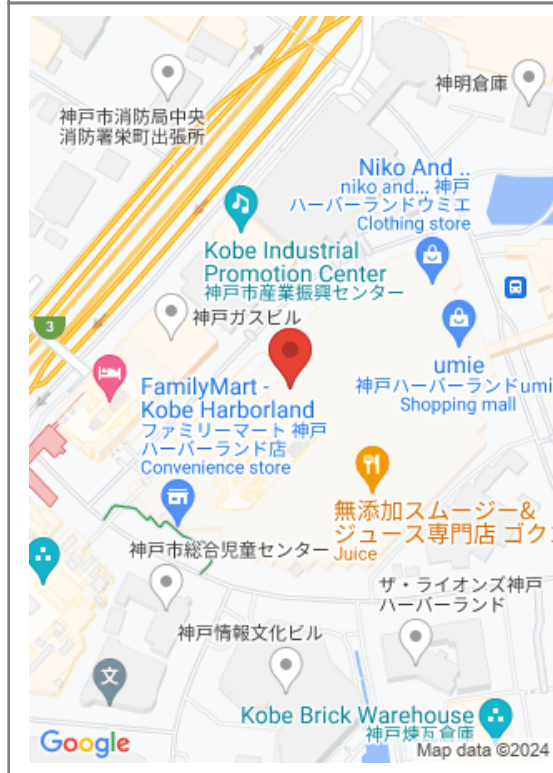 神明倉庫
神戸市消防局中央
消防署栄町出張所
Niko And ..
niko and... 神戸
ハーバーランドウミエ
Clothing store
Kobe Industrial
Promotion Center
神戸市産業振興センター
3
神戸ガスビル
umie
神戸ハーバーランドumi
Shopping mall
FamilyMart -
Kobe Harborland
ファミリーマート 神戸
ハーバーランド店
Convenience store
無添加スムージー&
ジュース専門店 ゴク
Juice
神戸市総合児童センター
ザ・ライオンズ神戸
ハーバーランド
神戸情報文化ビル
文
Kobe Brick Warehouse
神戸煉瓦倉庫
Google
Map data ©2024